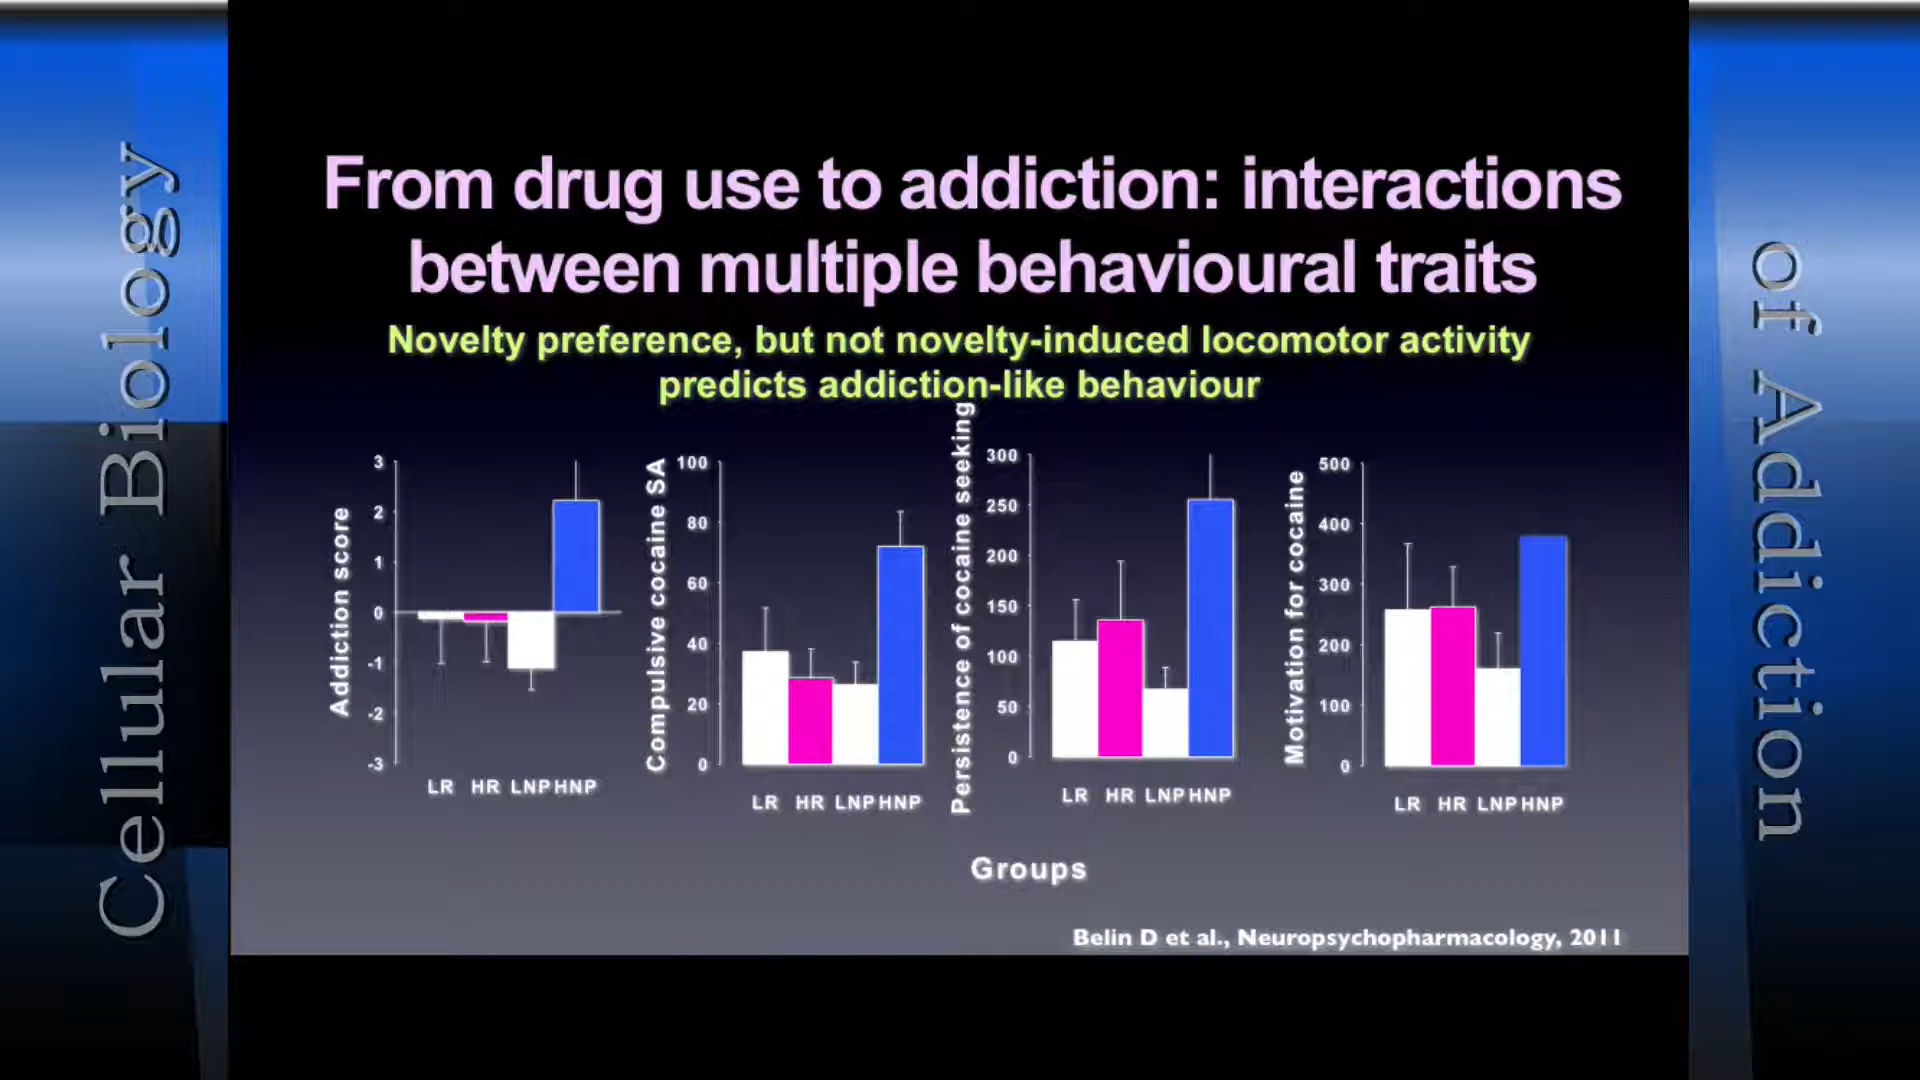 Cellular Biology
of Addiction
From drug use to addiction: interactions
between multiple behavioural traits
Novelty preference, but not novelty-induced locomotor activity
predicts addiction-like behaviour
Addiction score
3
2
1
0
-1
-2
-3
LR HR LNP HNP
Compulsive cocaine SA
100
80
60
40
20
0
LR HR LNP HNP
Persistence of cocaine seeking
300
250
200
150
100
50
0
LR HR LNP HNP
Motivation for cocaine
500
400
300
200
100
0
LR HR LNP HNP
Groups
Belin D et al., Neuropsychopharmacology, 2011